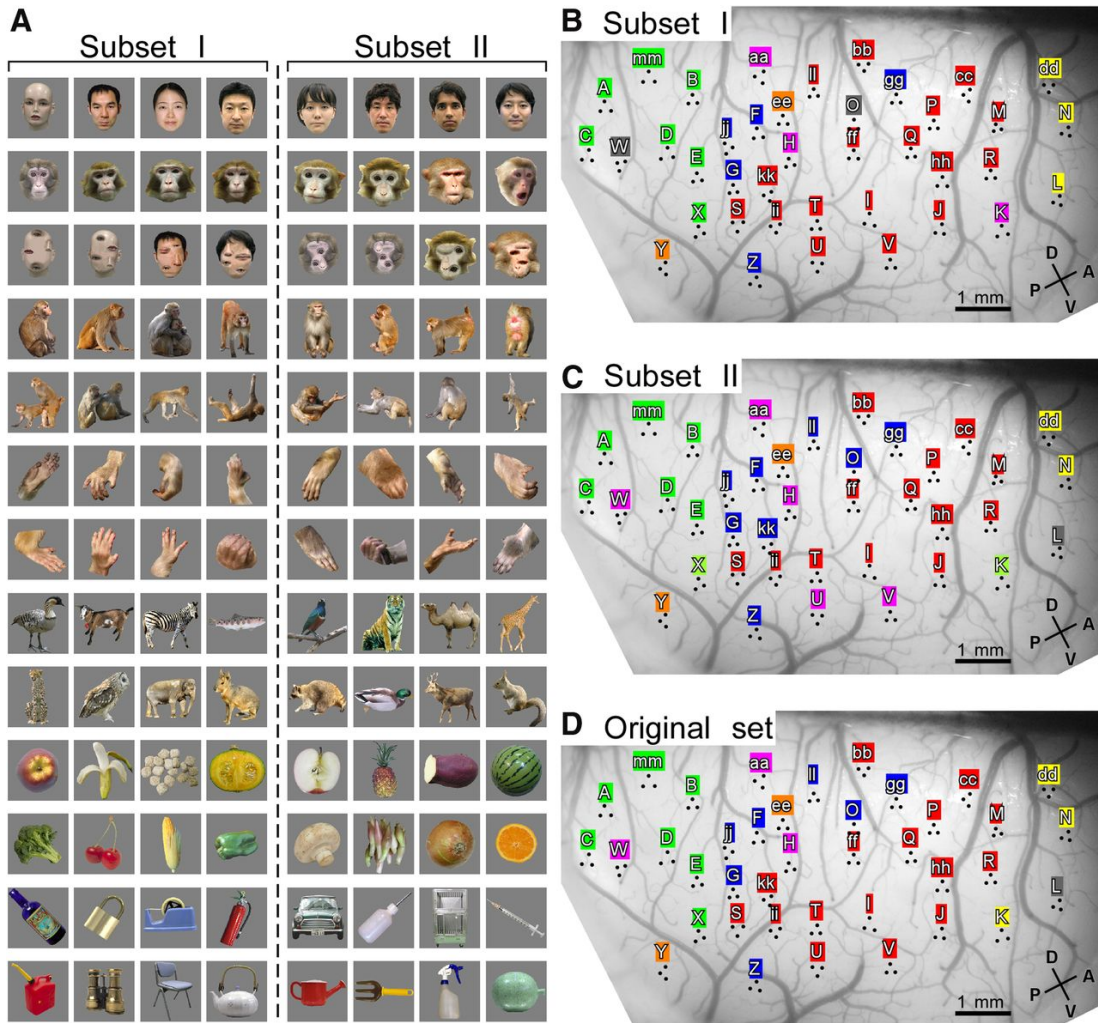 A
Subset I
Subset II
B Subset I
bb
mm aa
dd
ll cc
A B gg
ee O P
F M N
C D jj ff Q
W E H hh R
G kk L
X S ii T I J K
Y U V
Z
D
P A
V
1 mm
C Subset II
bb
mm aa
dd
ll cc
A B gg
ee O P
F M N
C D jj ff Q
W E H hh R
G kk L
X S ii T I J K
Y U V
Z
D
P A
V
1 mm
D Original set
bb
mm aa
dd
ll cc
A B gg
ee O P
F M N
C D jj ff Q
W E H hh R
G kk L
X S ii T I J K
Y U V
Z
D
P A
V
1 mm